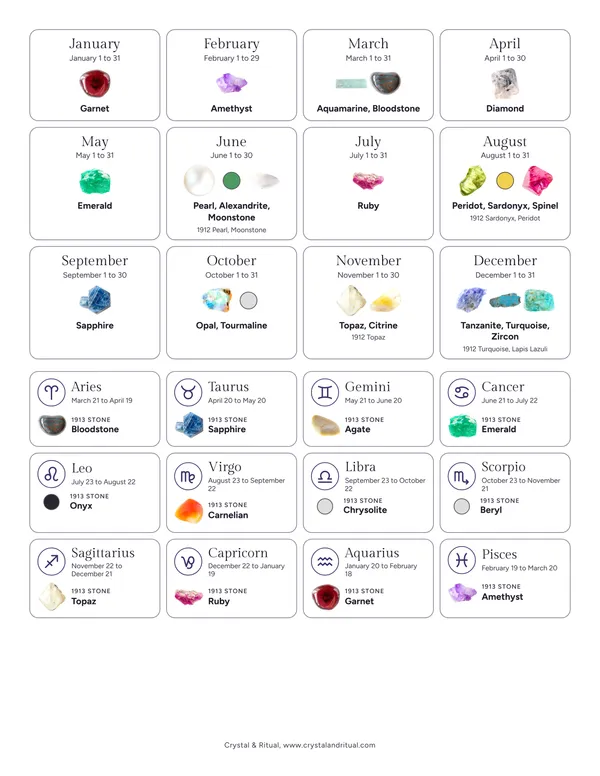 January
January 1 to 31
Garnet
February
February 1 to 29
Amethyst
March
March 1 to 31
Aquamarine, Bloodstone
April
April 1 to 30
Diamond
May
May 1 to 31
Emerald
June
June 1 to 30
Pearl, Alexandrite,
Moonstone
1912 Pearl, Moonstone
July
July 1 to 31
Ruby
August
August 1 to 31
Peridot, Sardonyx, Spinel
1912 Sardonyx, Peridot
September
September 1 to 30
Sapphire
October
October 1 to 31
Opal, Tourmaline
November
November 1 to 30
Topaz, Citrine
1912 Topaz
December
December 1 to 31
Tanzanite, Turquoise,
Zircon
1912 Turquoise, Lapis Lazuli
Aries
March 21 to April 19
1913 STONE
Bloodstone
Taurus
April 20 to May 20
1913 STONE
Sapphire
Gemini
May 21 to June 20
1913 STONE
Agate
Cancer
June 21 to July 22
1913 STONE
Emerald
Leo
July 23 to August 22
1913 STONE
Onyx
Virgo
August 23 to September
22
1913 STONE
Carnelian
Libra
September 23 to October
22
1913 STONE
Chrysolite
Scorpio
October 23 to November
21
1913 STONE
Beryl
Sagittarius
November 22 to
December 21
1913 STONE
Topaz
Capricorn
December 22 to January
19
1913 STONE
Ruby
Aquarius
January 20 to February
18
1913 STONE
Garnet
Pisces
February 19 to March 20
1913 STONE
Amethyst
Crystal & Ritual, www.crystalandritual.com